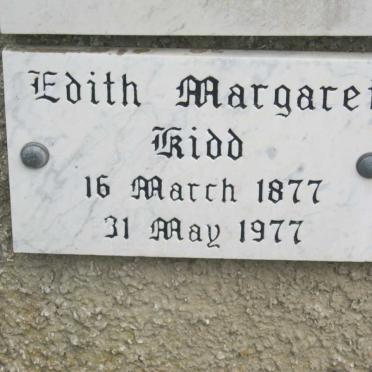 Edith Margaret
Kidd
16 March 1877
31 May 1977